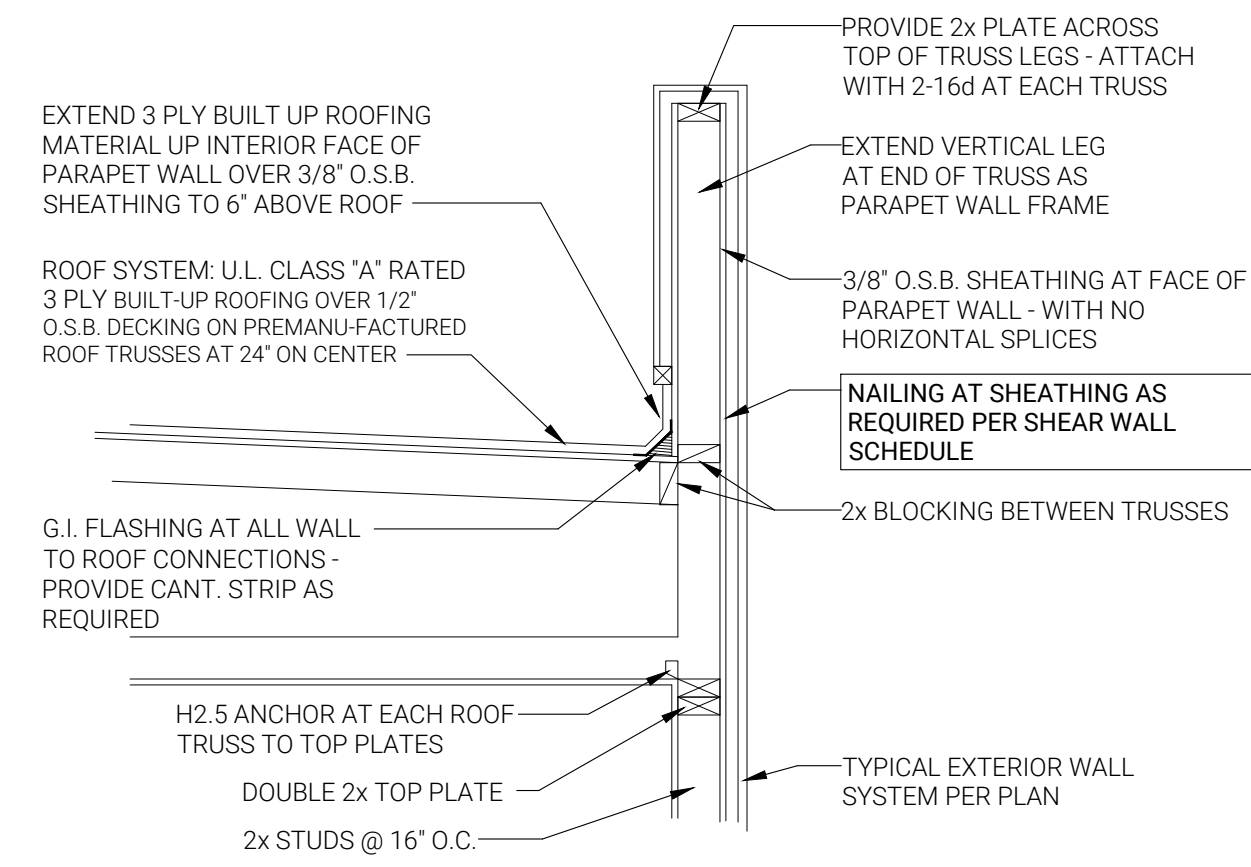 PROVIDE 2x PLATE ACROSS
TOP OF TRUSS LEGS - ATTACH
WITH 2-16d AT EACH TRUSS
EXTEND 3 PLY BUILT UP ROOFING
MATERIAL UP INTERIOR FACE OF
PARAPET WALL OVER 3/8" O.S.B.
SHEATHING TO 6" ABOVE ROOF
EXTEND VERTICAL LEG
AT END OF TRUSS AS
PARAPET WALL FRAME
ROOF SYSTEM: U.L. CLASS "A" RATED
3 PLY BUILT-UP ROOFING OVER 1/2"
O.S.B. DECKING ON PREMANU-FACTURED
ROOF TRUSSES AT 24" ON CENTER
3/8" O.S.B. SHEATHING AT FACE OF
PARAPET WALL - WITH NO
HORIZONTAL SPLICES
NAILING AT SHEATHING AS
REQUIRED PER SHEAR WALL
SCHEDULE
2x BLOCKING BETWEEN TRUSSES
G.I. FLASHING AT ALL WALL
TO ROOF CONNECTIONS -
PROVIDE CANT. STRIP AS
REQUIRED
H2.5 ANCHOR AT EACH ROOF
TRUSS TO TOP PLATES
DOUBLE 2x TOP PLATE
2x STUDS @ 16" O.C.
TYPICAL EXTERIOR WALL
SYSTEM PER PLAN